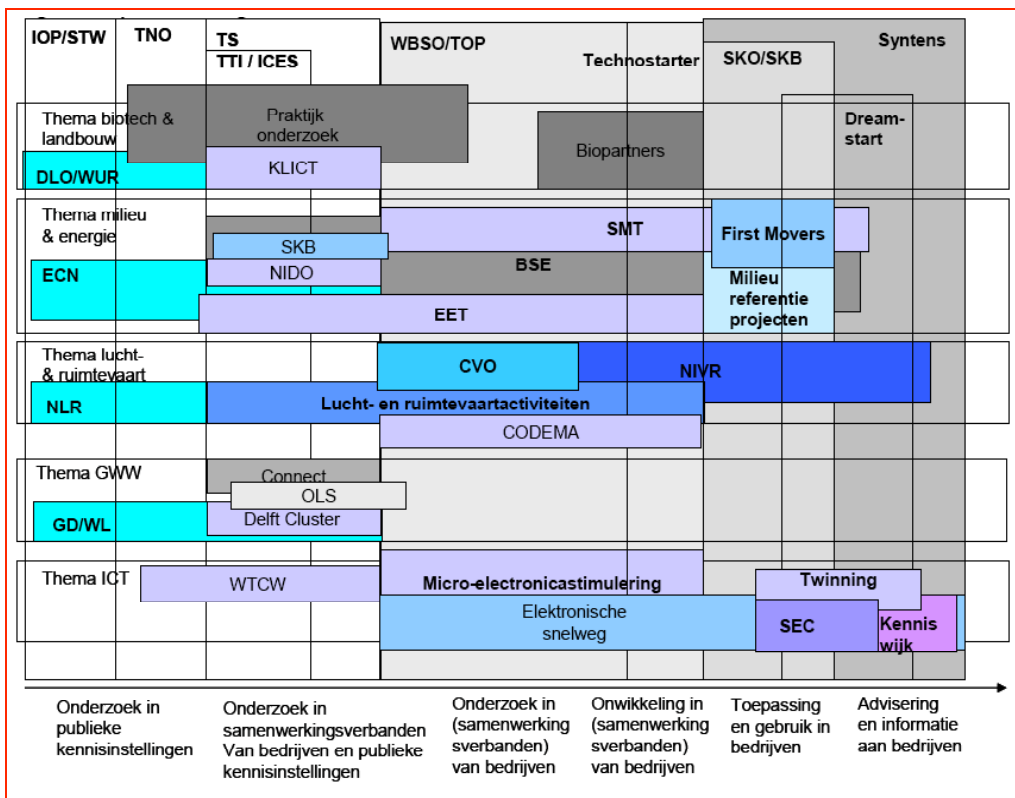 IOP/STW
TNO
TS
TTI / ICES
WBSO/TOP
Technostarter
SKO/SKB
Syntens
Thema biotech &
landbouw
Praktijk
onderzoek
KLICT
DLO/WUR
Biopartners
Dream-
start
Thema milieu
& energie
SKB
NIDO
ECN
SMT
BSE
EET
First Movers
Milieu
referentie
projecten
Thema lucht-
& ruimtevaart
CVO
NIVR
NLR
Lucht- en ruimtevaartactiviteiten
CODEMA
Thema GWW
Connect
OLS
Delft Cluster
GD/WL
Thema ICT
WTCW
Micro-electronicastimulering
Elektronische
snelweg
Twinning
SEC
Kennis
wijk
Onderzoek in
publieke
kennisinstellingen
Onderzoek in
samenwerkingsverbanden
Van bedrijven en publieke
kennisinstellingen
Onderzoek in
(samenwerking
sverbanden)
van bedrijven
Onwikkeling in
(samenwerking
sverbanden)
van bedrijven
Toepassing
en gebruik in
bedrijven
Advisering
en informatie
aan bedrijven